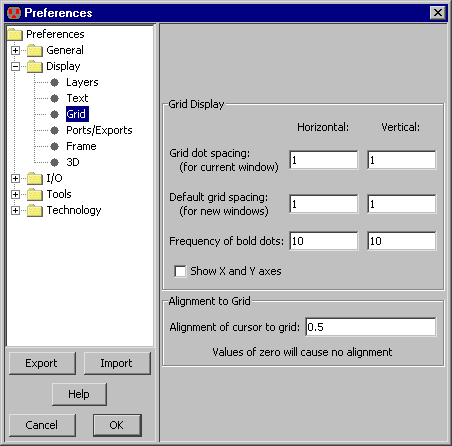 Preferences
Preferences
General
Display
Layers
Text
Grid
Ports/Exports
Frame
3D
I/O
Tools
Technology
Export Import
Help
Cancel OK
Grid Display
Horizontal: Vertical:
Grid dot spacing: 1 1
(for current window)
Default grid spacing: 1 1
(for new windows)
Frequency of bold dots: 10 10
Show X and Y axes
Alignment to Grid
Alignment of cursor to grid: 0.5
Values of zero will cause no alignment